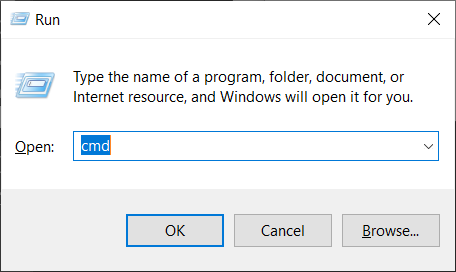 Run
Type the name of a program, folder, document, or
Internet resource, and Windows will open it for you.
Open: cmd
OK Cancel Browse...